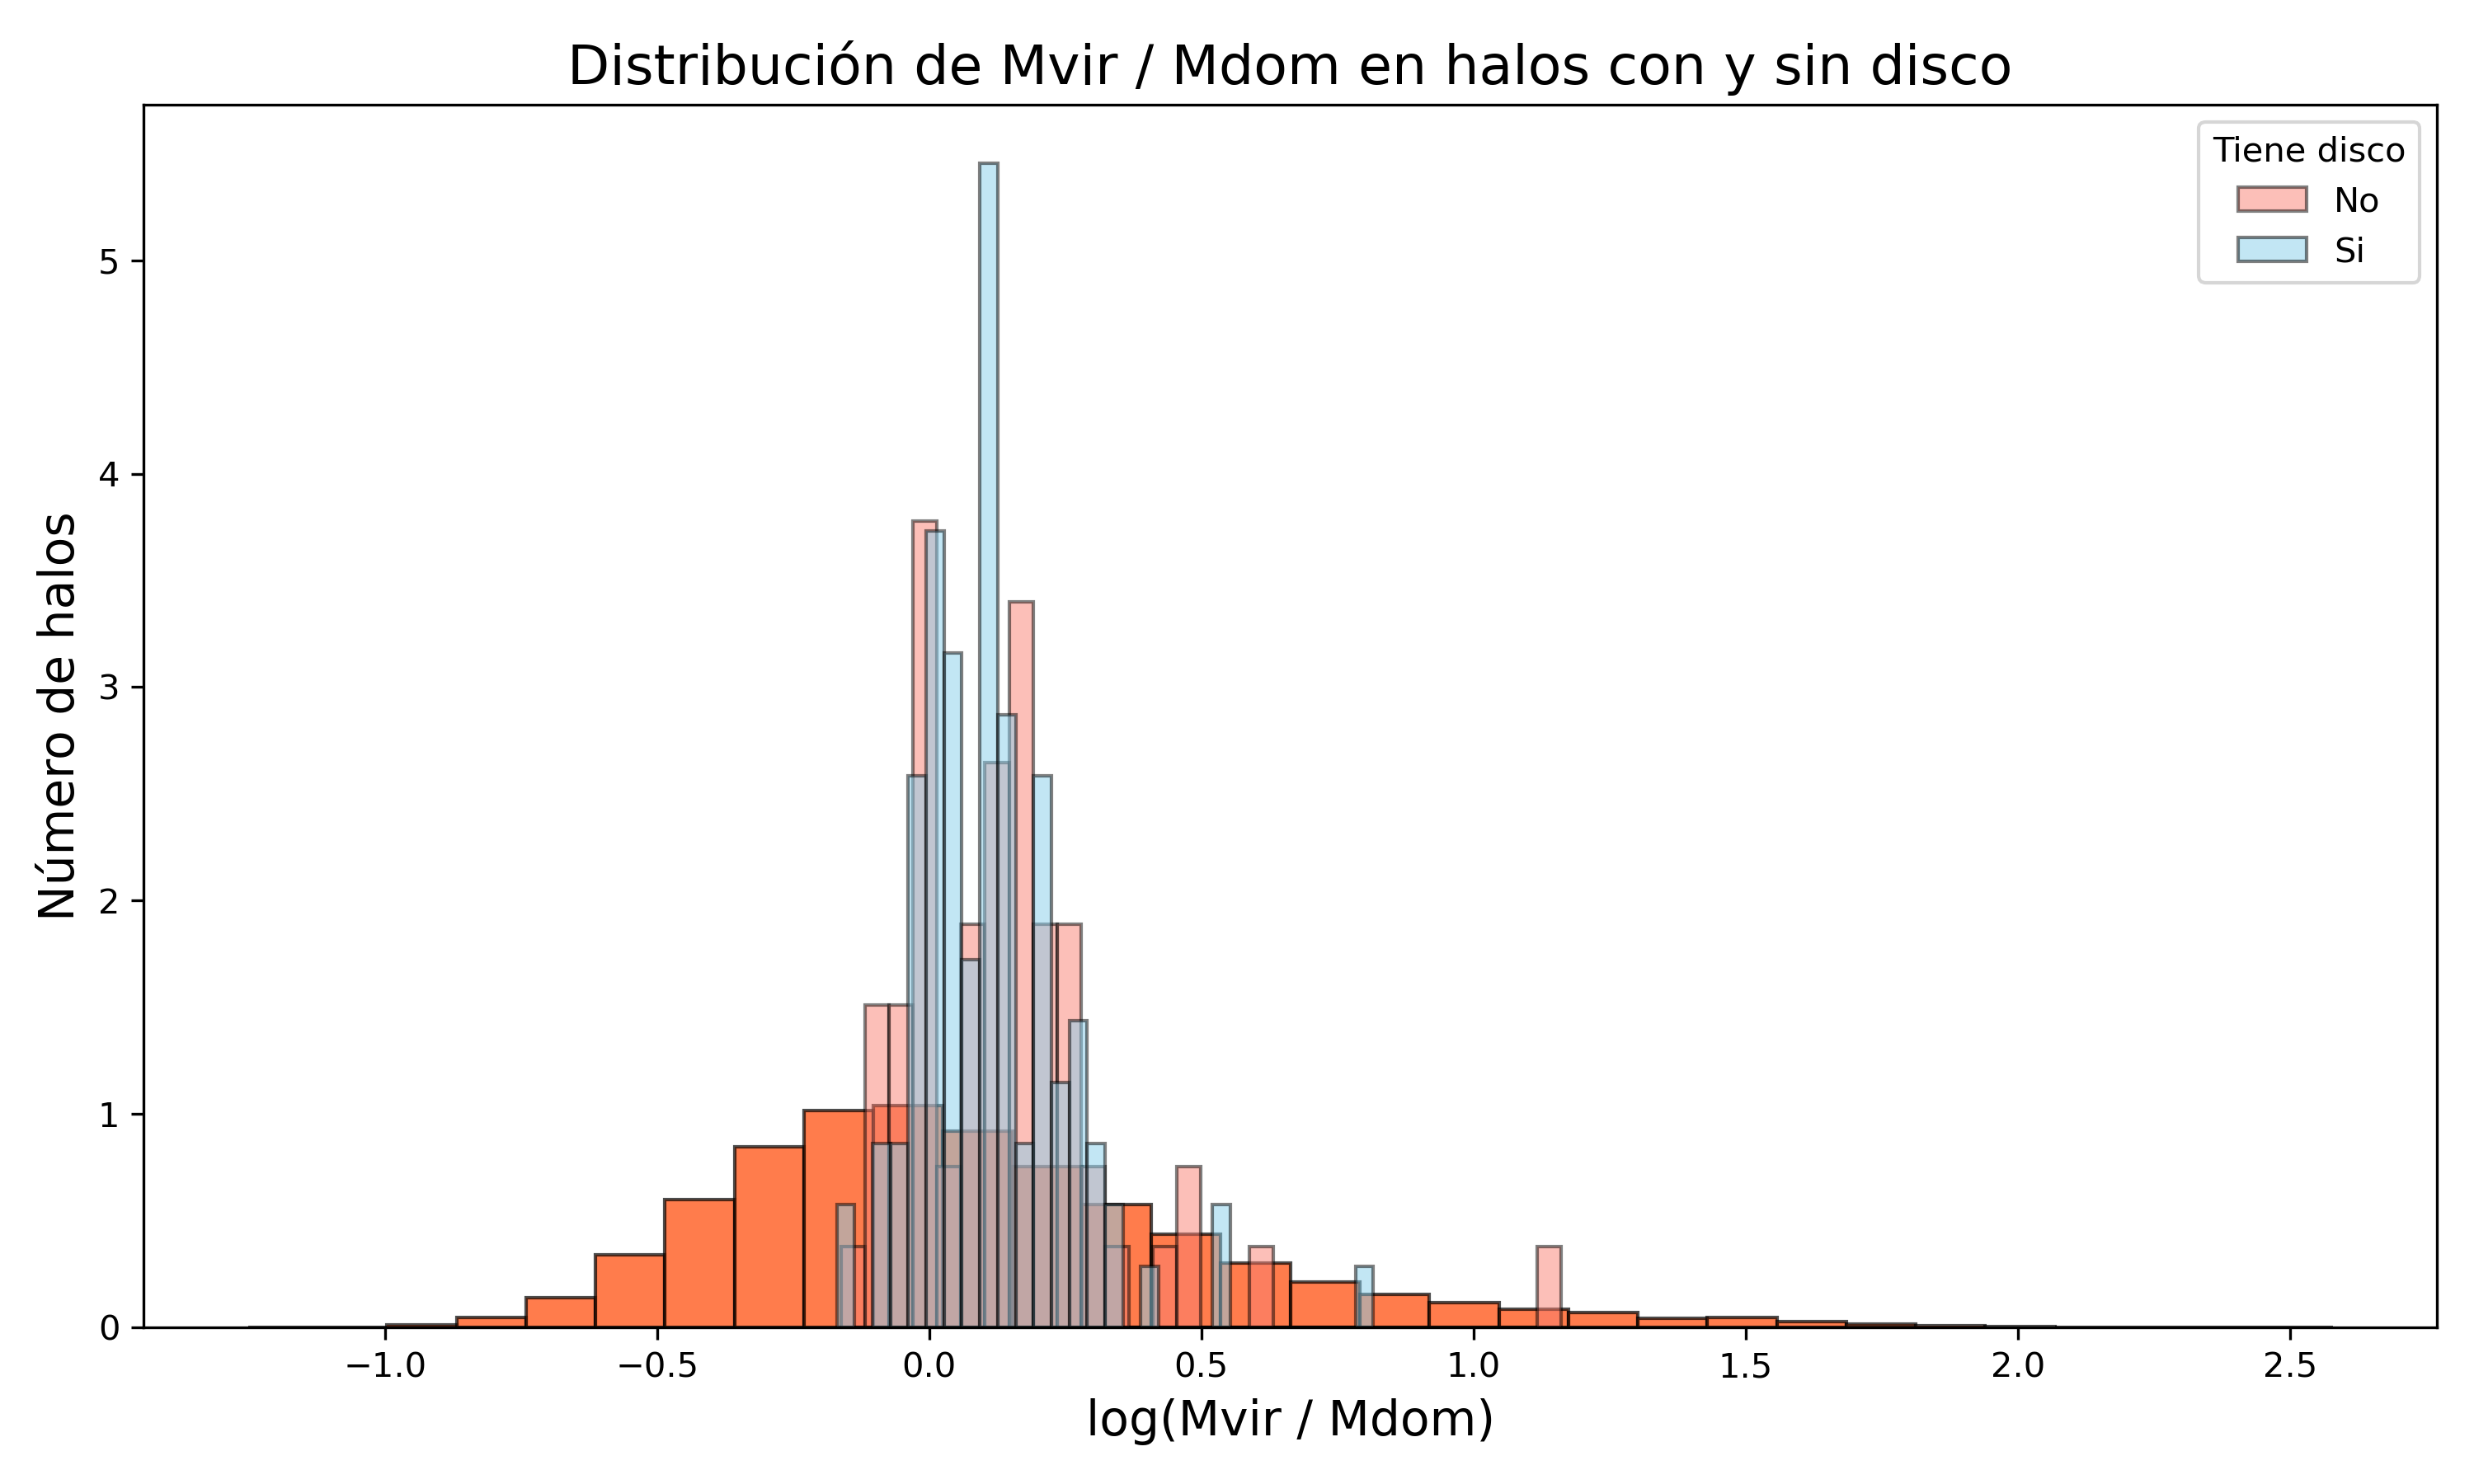 Distribución de Mvir / Mdom en halos con y sin disco
Tiene disco
No
Si
5
4
3
2
1
0
Número de halos
−1.0 −0.5 0.0 0.5 1.0 1.5 2.0 2.5
log(Mvir / Mdom)